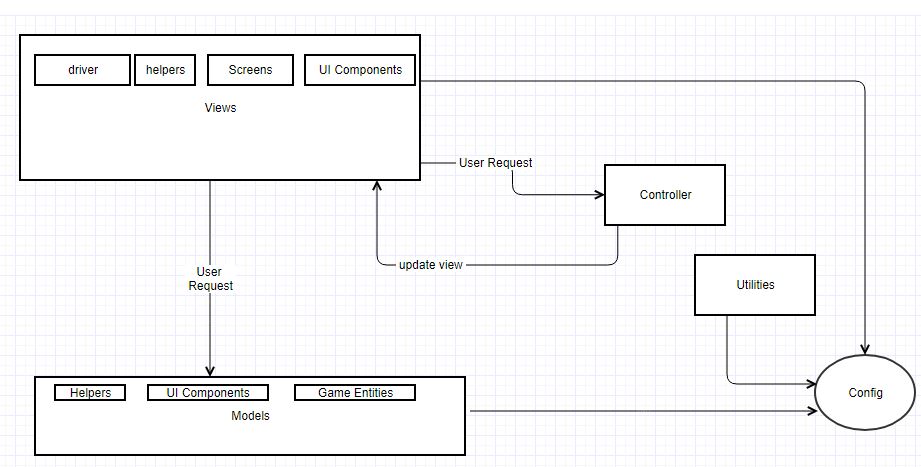 driver
helpers
Screens
UI Components
Views
User Request
Controller
update view
User
Request
Utilities
Helpers
UI Components
Game Entities
Models
Config